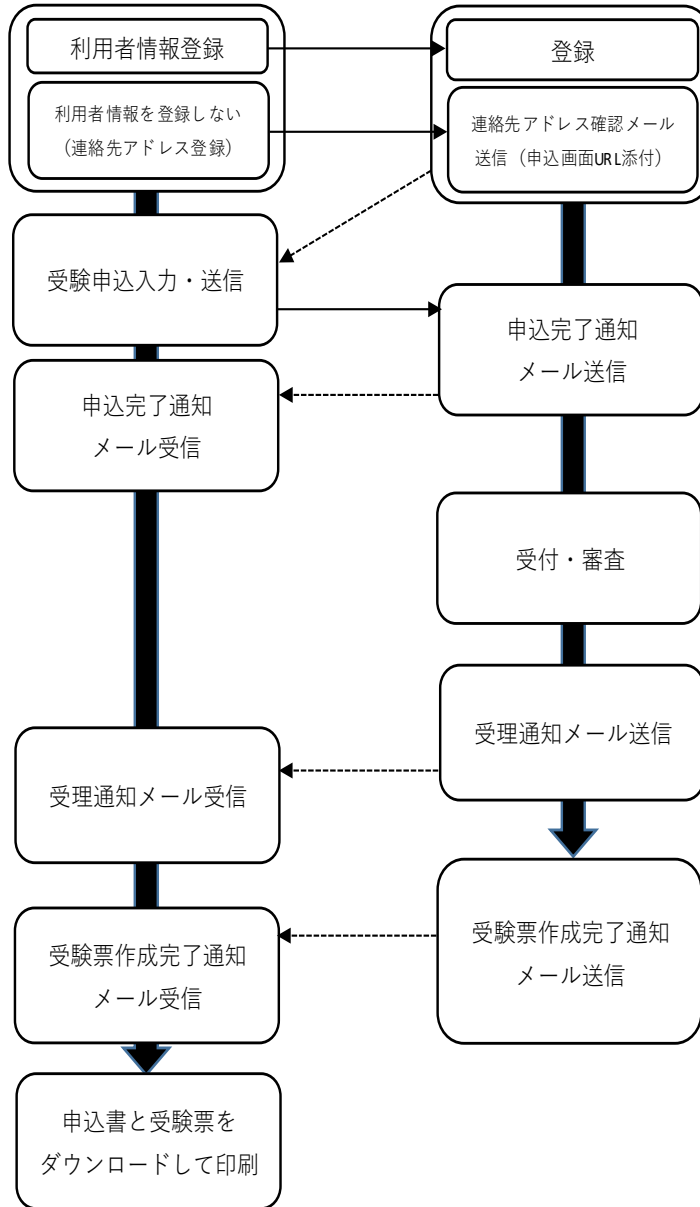 利用者情報登録
登録
利用者情報を登録しない
（連絡先アドレス登録）
連絡先アドレス確認メール
送信（申込画面URL添付）
受験申込入力・送信
申込完了通知
メール送信
申込完了通知
メール受信
受付・審査
受理通知メール送信
受理通知メール受信
受験票作成完了通知
メール送信
受験票作成完了通知
メール受信
申込書と受験票を
ダウンロードして印刷